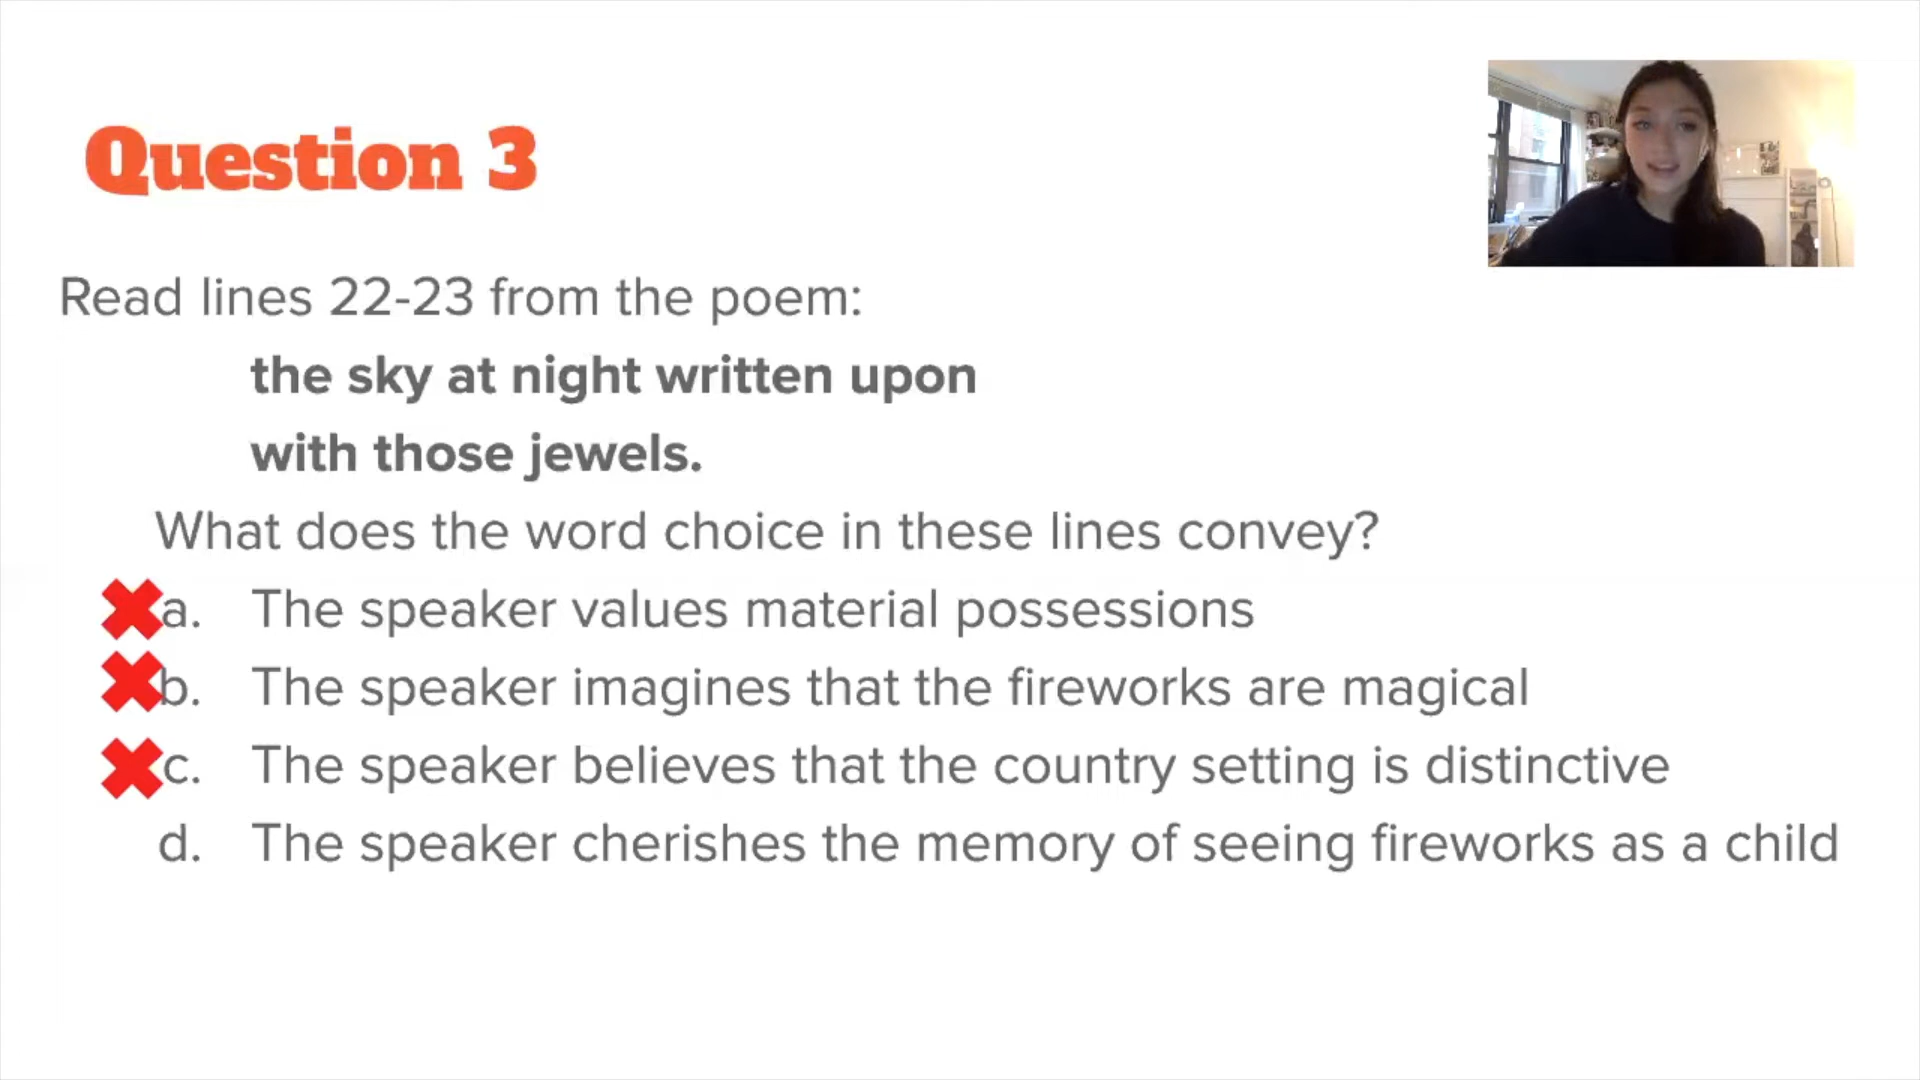 Question 3
Read lines 22-23 from the poem:
the sky at night written upon
with those jewels.
What does the word choice in these lines convey?
a. The speaker values material possessions
b. The speaker imagines that the fireworks are magical
c. The speaker believes that the country setting is distinctive
d. The speaker cherishes the memory of seeing fireworks as a child